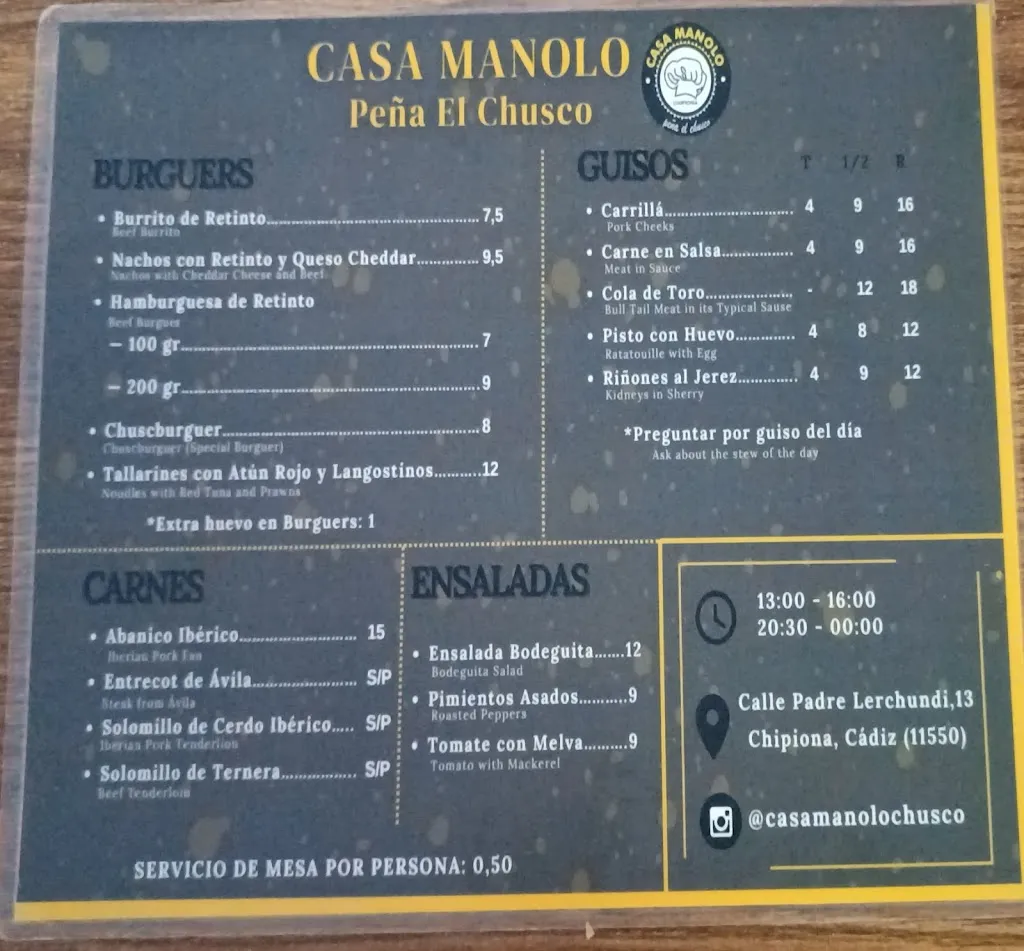 CASA MANOLO
Peña El Chusco
CASA MANOLO
CHIPIONA
peña el chusco
BURGUERS
• Burrito de Retinto..........7,5
Beef Burrito
• Nachos con Retinto y Queso Cheddar..........9,5
Nachos with Cheddar Cheese and Beef
• Hamburguesa de Retinto
Beef Burgues
– 100 gr..........7
– 200 gr..........9
• Chuscburguer..........8
Chuscburguer (Special Burguer)
• Tallarines con Atún Rojo y Langostinos..........12
Noodles with Red Tuna and Prawns
*Extra huevo en Burguers: 1
GUISOS T 1/2 R
• Carrillá.......... 4 9 16
Pork Cheeks
• Carne en Salsa.......... 4 9 16
Meat in Sauce
• Cola de Toro.......... - 12 18
Bull Tail Meat in its Typical Sause
• Pisto con Huevo.......... 4 8 12
Ratatouille with Egg
• Riñones al Jerez.......... 4 9 12
Kidneys in Sherry
*Preguntar por guiso del día
Ask about the stew of the day
CARNES
• Abanico Ibérico.......... 15
Iberian Pork Fan
• Entrecot de Ávila.......... S/P
Steak from Ávila
• Solomillo de Cerdo Ibérico..... S/P
Iberian Pork Tenderlion
• Solomillo de Ternera.......... S/P
Beef Tenderloin
ENSALADAS
• Ensalada Bodeguita.......12
Bodeguita Salad
• Pimientos Asados..........9
Roasted Peppers
• Tomate con Melva.........9
Tomato with Mackerel
13:00 - 16:00
20:30 - 00:00
Calle Padre Lerchundi,13
Chipiona, Cádiz (11550)
@casamanolochusco
SERVICIO DE MESA POR PERSONA: 0,50